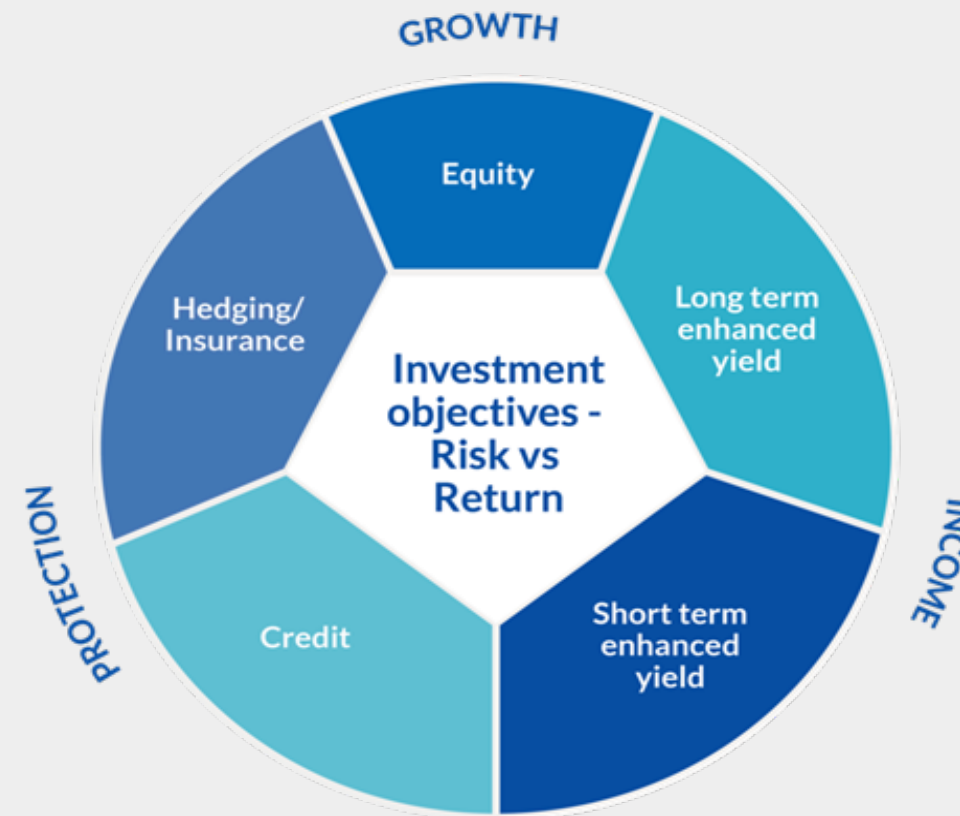 GROWTH
Equity
Hedging/
Insurance
Long term
enhanced
yield
Investment
objectives -
Risk vs
Return
PROTECTION
INCOME
Credit
Short term
enhanced
yield